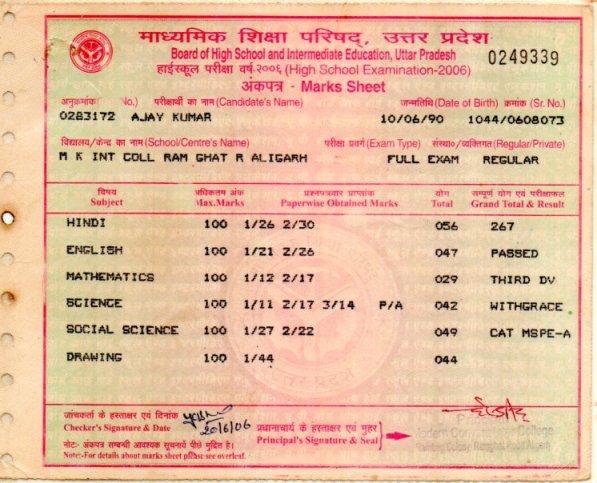 माध्यमिक शिक्षा परिषद्, उत्तर प्रदेश
Board of High School and Intermediate Education, Uttar Pradesh
0249339
हाईस्कूल परीक्षा वर्ष-२००६ (High School Examination-2006)
अंकपत्र - Marks Sheet
अनुक्रमांक No.) परीक्षार्थी का नाम (Candidate's Name) जन्मतिथि (Date of Birth) क्रमांक (Sr. No.)
0283172 AJAY KUMAR 10/06/90 1044/0608073
विद्यालय/केन्द्र का नाम (School/Centre's Name) परीक्षा प्रवर्ग (Exam Type) संस्था०/व्यक्तिगत (Regular/Private)
M K INT COLL RAM GHAT R ALIGARH FULL EXAM REGULAR
विषय अधिकतम अंक प्रश्नपत्रवार प्राप्तांक योग सम्पूर्ण योग एवं परीक्षाफल
Subject Max.Marks Paperwise Obtained Marks Total Grand Total & Result
HINDI 100 1/26 2/30 056 267
ENGLISH 100 1/21 2/26 047 PASSED
MATHEMATICS 100 1/12 2/17 029 THIRD DV
SCIENCE 100 1/11 2/17 3/14 P/A 042 WITHGRACE
SOCIAL SCIENCE 100 1/27 2/22 049 CAT MSPE-A
DRAWING 100 1/44 044
उत्तर प्रदेश
जांचकर्ता के हस्ताक्षर एवं दिनांक
Checker's Signature & Date
20/6/06
प्रधानाचार्य के हस्ताक्षर एवं मुहर
Principal's Signature & Seal
नोट:- अंकपत्र सम्बन्धी आवश्यक सूचनायें पीछे मुद्रित है।
Note:-For details about marks sheet please see overleaf.
College